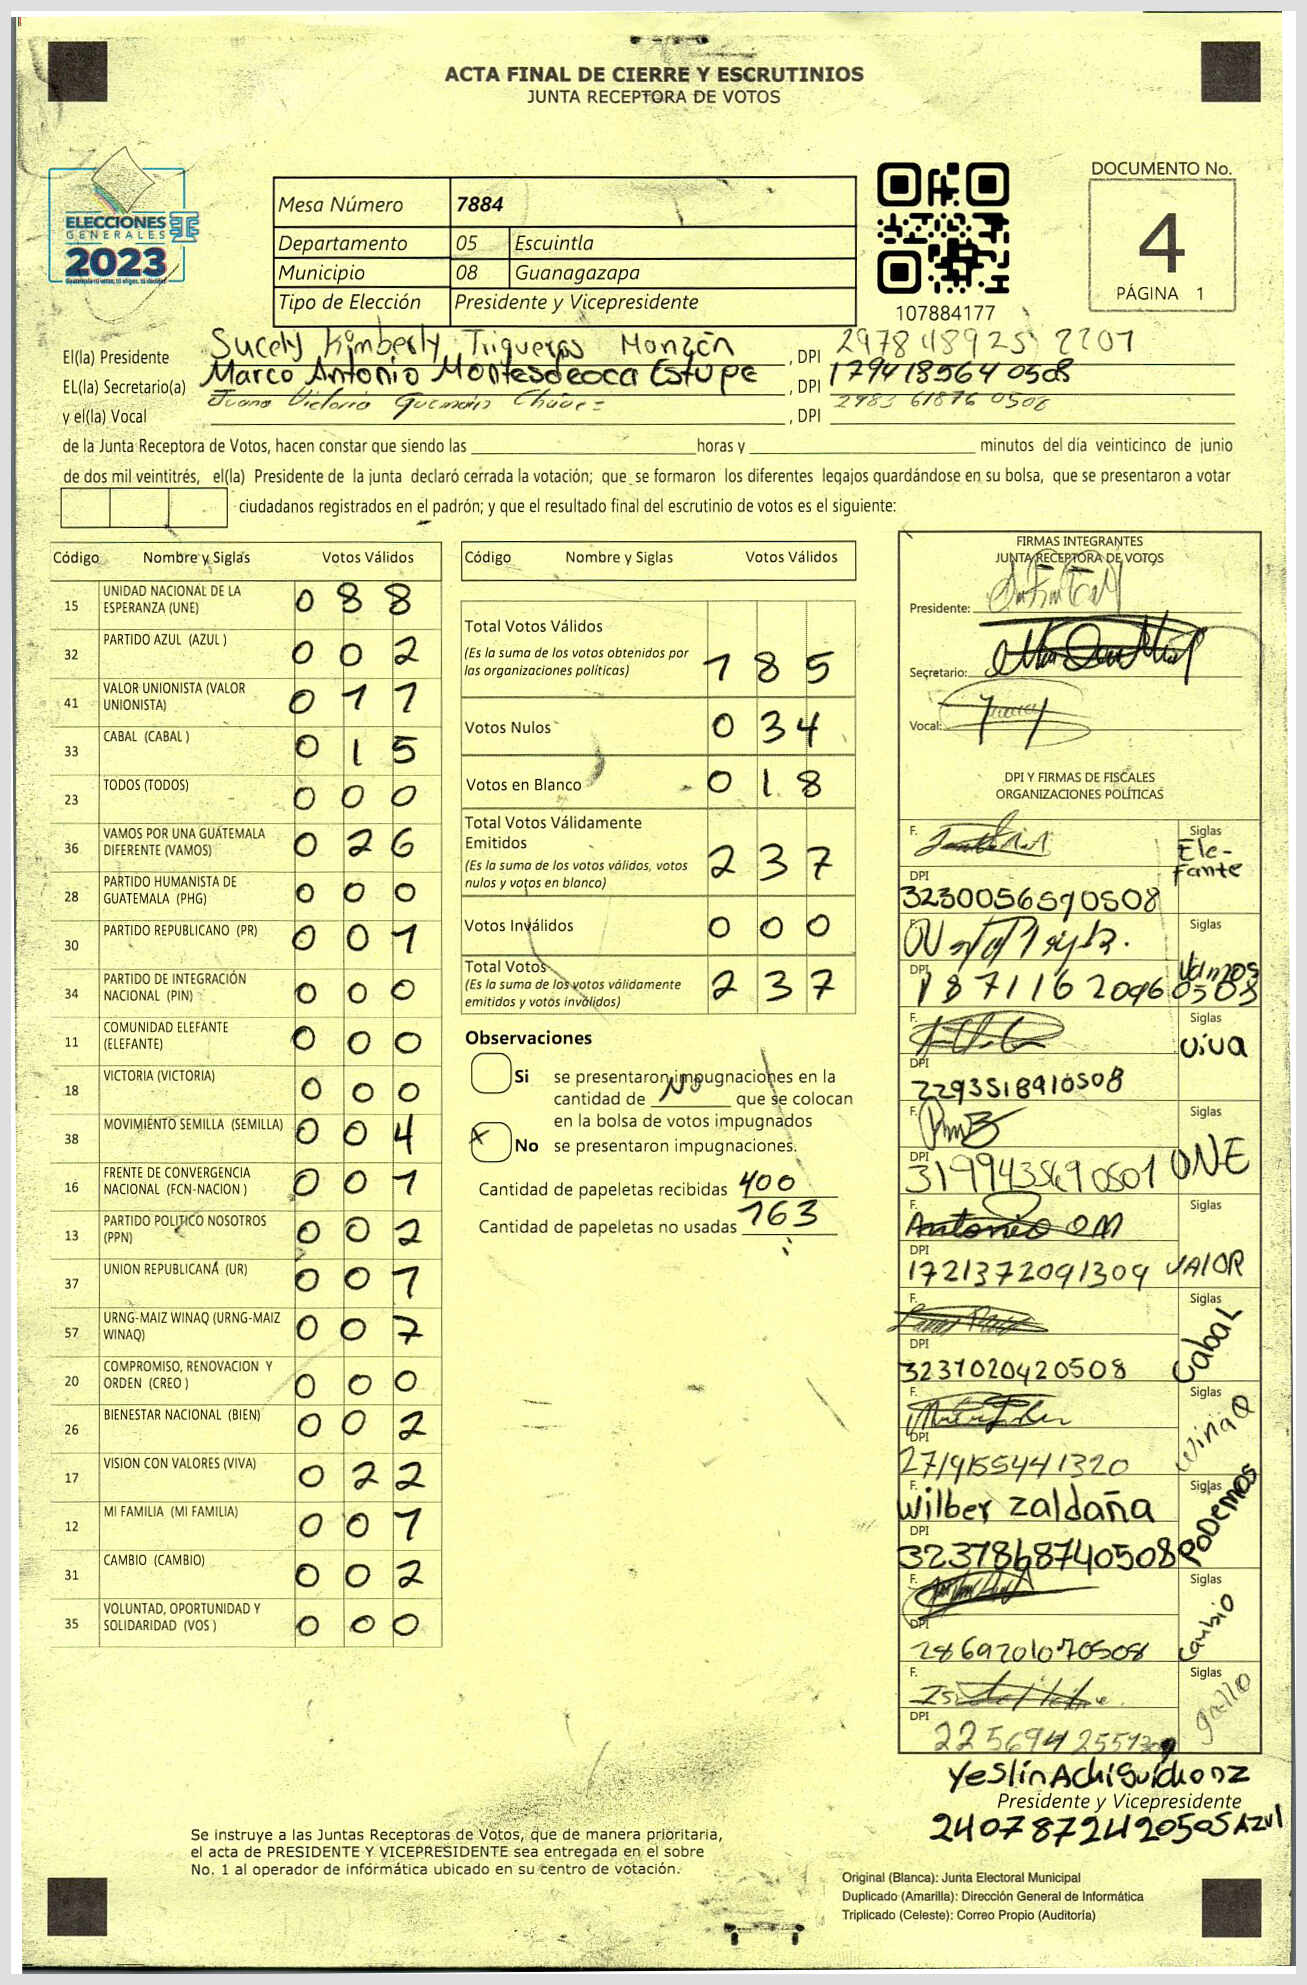 ACTA FINAL DE CIERRE Y ESCRUTINIOS
JUNTA RECEPTORA DE VOTOS
ELECCIONES
GENERALES
2023
Mesa Número 7884
Departamento 05 Escuintla
Municipio 08 Guanagazapa
Tipo de Elección Presidente y Vicepresidente
107884177
DOCUMENTO No.
4
PÁGINA 1
El(la) Presidente Sucely Kimberly Trigueros Monzón , DPI
EL(la) Secretario(a) Marco Antonio Montesdeoca Estupe , DPI 179418564 0508
y el(la) Vocal Juana Victoria Guzmán Chávez , DPI 2983 61876 0508
de la Junta Receptora de Votos, hacen constar que siendo las horas y minutos del día veinticinco de junio
de dos mil veintitrés, el(la) Presidente de la junta declaró cerrada la votación; que se formaron los diferentes legajos guardándose en su bolsa, que se presentaron a votar
ciudadanos registrados en el padrón; y que el resultado final del escrutinio de votos es el siguiente:
Código Nombre y Siglas Votos Válidos
15 UNIDAD NACIONAL DE LA ESPERANZA (UNE) 0 8 8
32 PARTIDO AZUL (AZUL ) 0 0 2
41 VALOR UNIONISTA (VALOR UNIONISTA) 0 1 1
33 CABAL (CABAL ) 0 1 5
23 TODOS (TODOS) 0 0 0
36 VAMOS POR UNA GUATEMALA DIFERENTE (VAMOS) 0 2 6
28 PARTIDO HUMANISTA DE GUATEMALA (PHG) 0 0 0
30 PARTIDO REPUBLICANO (PR) 0 0 1
34 PARTIDO DE INTEGRACIÓN NACIONAL (PIN) 0 0 0
11 COMUNIDAD ELEFANTE (ELEFANTE) 0 0 0
18 VICTORIA (VICTORIA) 0 0 0
38 MOVIMIENTO SEMILLA (SEMILLA) 0 0 4
16 FRENTE DE CONVERGENCIA NACIONAL (FCN-NACION ) 0 0 1
13 PARTIDO POLITICO NOSOTROS (PPN) 0 0 2
37 UNION REPUBLICANA (UR) 0 0 1
57 URNG-MAIZ WINAQ (URNG-MAIZ WINAQ) 0 0 7
20 COMPROMISO, RENOVACION Y ORDEN (CREO ) 0 0 0
26 BIENESTAR NACIONAL (BIEN) 0 0 2
17 VISION CON VALORES (VIVA) 0 2 2
12 MI FAMILIA (MI FAMILIA) 0 0 1
31 CAMBIO (CAMBIO) 0 0 2
35 VOLUNTAD, OPORTUNIDAD Y SOLIDARIDAD (VOS ) 0 0 0
Código Nombre y Siglas Votos Válidos
Total Votos Válidos
(Es la suma de los votos obtenidos por
las organizaciones políticas) 1 8 5
Votos Nulos 0 3 4
Votos en Blanco 0 1 8
Total Votos Válidamente
Emitidos
(Es la suma de los votos válidos, votos
nulos y votos en blanco) 2 3 7
Votos Inválidos 0 0 0
Total Votos
(Es la suma de los votos válidamente
emitidos y votos inválidos) 2 3 7
Observaciones
Si se presentaron impugnaciones en la
cantidad de No que se colocan
en la bolsa de votos impugnados
X No se presentaron impugnaciones.
Cantidad de papeletas recibidas 400
Cantidad de papeletas no usadas 163
FIRMAS INTEGRANTES
JUNTA RECEPTORA DE VOTOS
Presidente:
Secretario:
Vocal:
DPI Y FIRMAS DE FISCALES
ORGANIZACIONES POLÍTICAS
F. Siglas Elefante
DPI 3230056590508
F. Siglas Vamos
DPI 1871162096 0508
F. Siglas Viva
DPI 2293518910508
F. Siglas UNE
DPI 3199435690501
F. Antonio OM Siglas VALOR
DPI 1721372091309
F. Siglas Cabal
DPI 3237020420508
F. Siglas WinaQ
DPI 2719155441320
F. Wilber Zaldaña Siglas PODemos
DPI 3237868740508
F. Siglas Cambio
DPI 2869201070508
F. Siglas gallo
DPI
Presidente y Vicepresidente
2407872420505 AZUL
Se instruye a las Juntas Receptoras de Votos, que de manera prioritaria,
el acta de PRESIDENTE Y VICEPRESIDENTE sea entregada en el sobre
No. 1 al operador de informática ubicado en su centro de votación.
Original (Blanca): Junta Electoral Municipal
Duplicado (Amarilla): Dirección General de Informática
Triplicado (Celeste): Correo Propio (Auditoría)